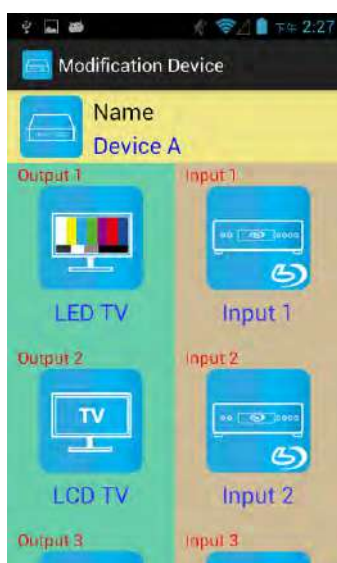 下午 2:27
Modification Device
Name
Device A
Output 1
Input 1
TV
LED TV
Input 1
Output 2
Input 2
TV
LCD TV
Input 2
Output 3
Input 3